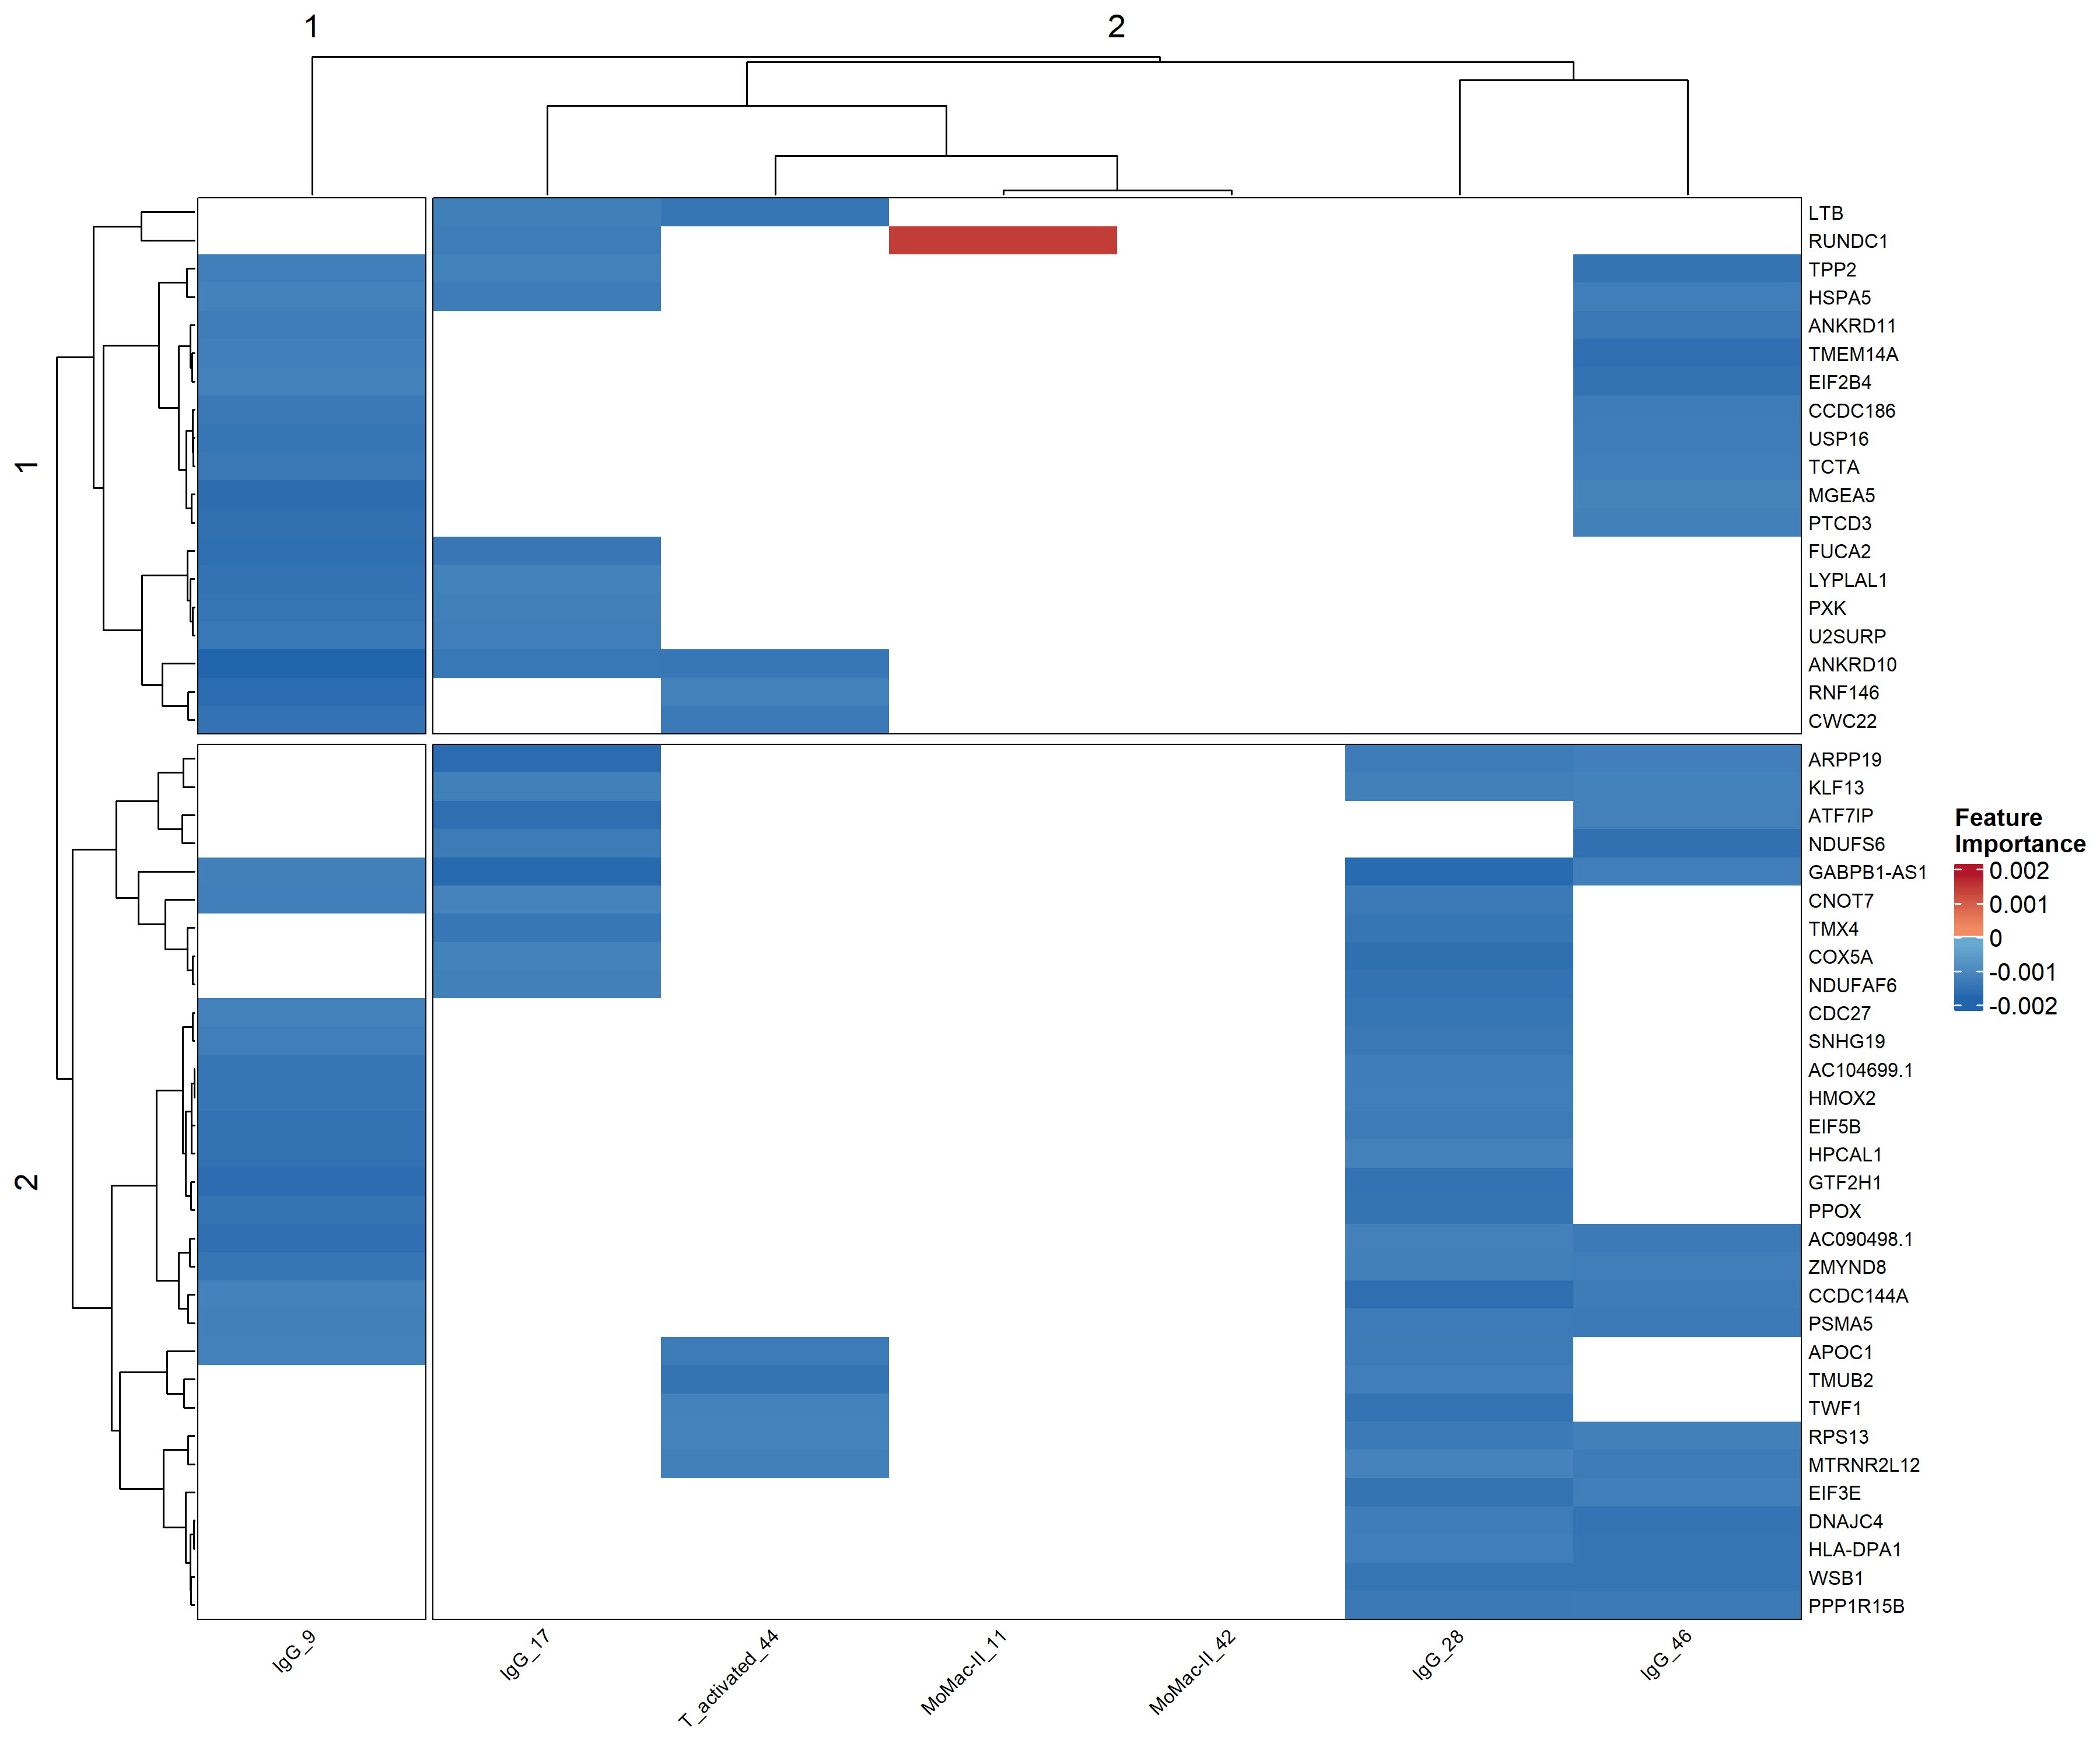 1
2
1
2
LTB
RUNDC1
TPP2
HSPA5
ANKRD11
TMEM14A
EIF2B4
CCDC186
USP16
TCTA
MGEA5
PTCD3
FUCA2
LYPLAL1
PXK
U2SURP
ANKRD10
RNF146
CWC22
ARPP19
KLF13
ATF7IP
NDUFS6
GABPB1-AS1
CNOT7
TMX4
COX5A
NDUFAF6
CDC27
SNHG19
AC104699.1
HMOX2
EIF5B
HPCAL1
GTF2H1
PPOX
AC090498.1
ZMYND8
CCDC144A
PSMA5
APOC1
TMUB2
TWF1
RPS13
MTRNR2L12
EIF3E
DNAJC4
HLA-DPA1
WSB1
PPP1R15B
Feature
Importance
0.002
0.001
0
-0.001
-0.002
IgG_9
IgG_17
T_activated_44
MoMac-II_11
MoMac-II_42
IgG_28
IgG_46